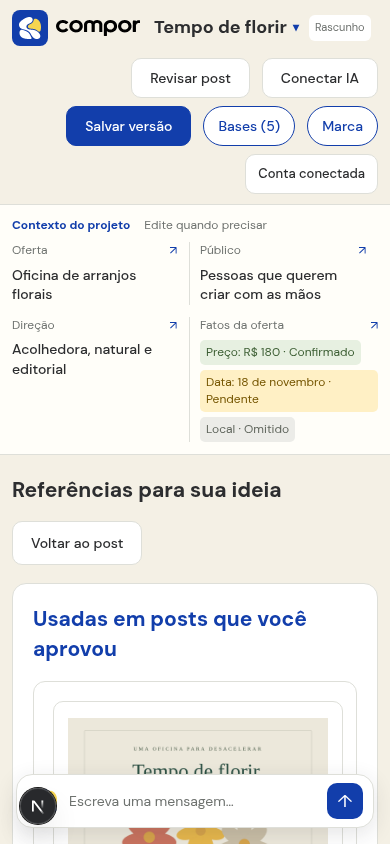 compor
Tempo de florir ▾
Rascunho
Revisar post
Conectar IA
Salvar versão
Bases (5)
Marca
Conta conectada
Contexto do projeto
Edite quando precisar
Oferta
Oficina de arranjos
florais
Público
Pessoas que querem
criar com as mãos
Direção
Acolhedora, natural e
editorial
Fatos da oferta
Preço: R$ 180 · Confirmado
Data: 18 de novembro ·
Pendente
Local · Omitido
Referências para sua ideia
Voltar ao post
Usadas em posts que você
aprovou
UMA OFICINA PARA DESACELERAR
Tempo de florir
N
Escreva uma mensagem...